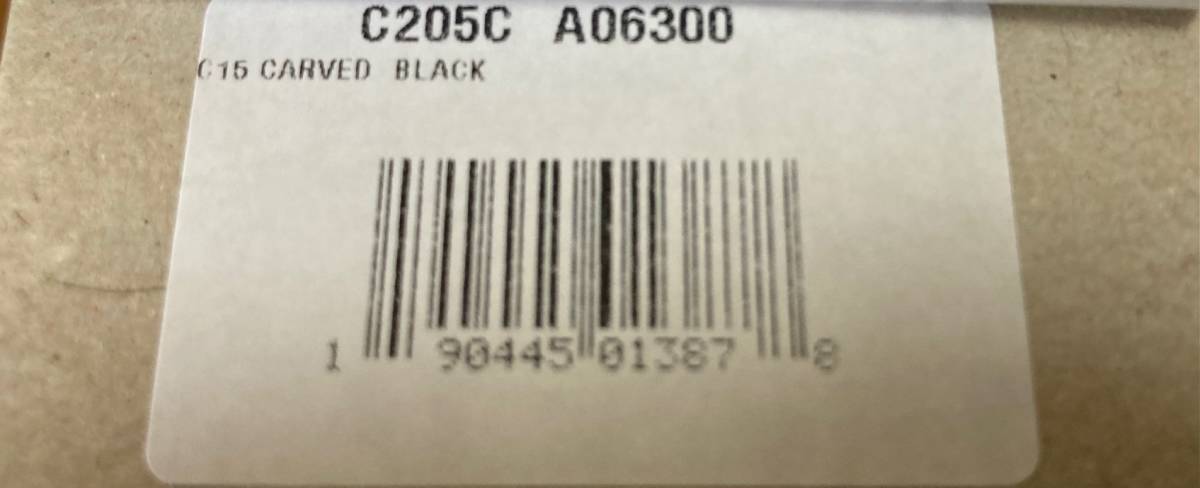 C205C A06300
C15 CARVED BLACK
1 90445 01387 8